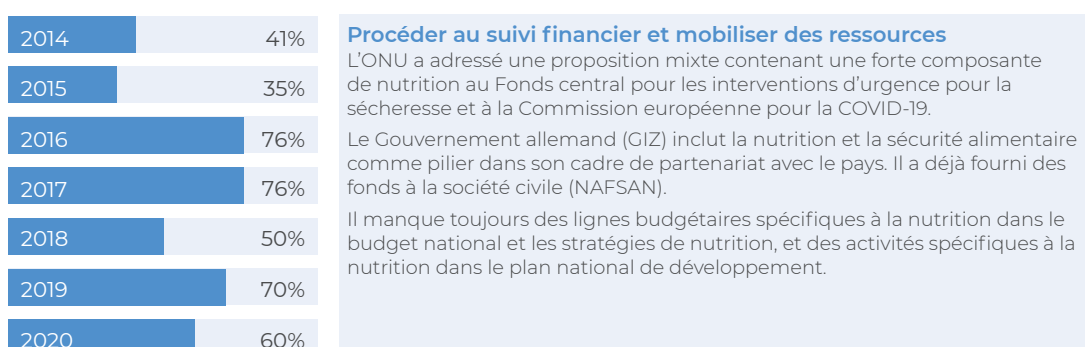 2014 41%
2015 35%
2016 76%
2017 76%
2018 50%
2019 70%
2020 60%
Procéder au suivi financier et mobiliser des ressources
L’ONU a adressé une proposition mixte contenant une forte composante
de nutrition au Fonds central pour les interventions d’urgence pour la
sécheresse et à la Commission européenne pour la COVID-19.
Le Gouvernement allemand (GIZ) inclut la nutrition et la sécurité alimentaire
comme pilier dans son cadre de partenariat avec le pays. Il a déjà fourni des
fonds à la société civile (NAFSAN).
Il manque toujours des lignes budgétaires spécifiques à la nutrition dans le
budget national et les stratégies de nutrition, et des activités spécifiques à la
nutrition dans le plan national de développement.